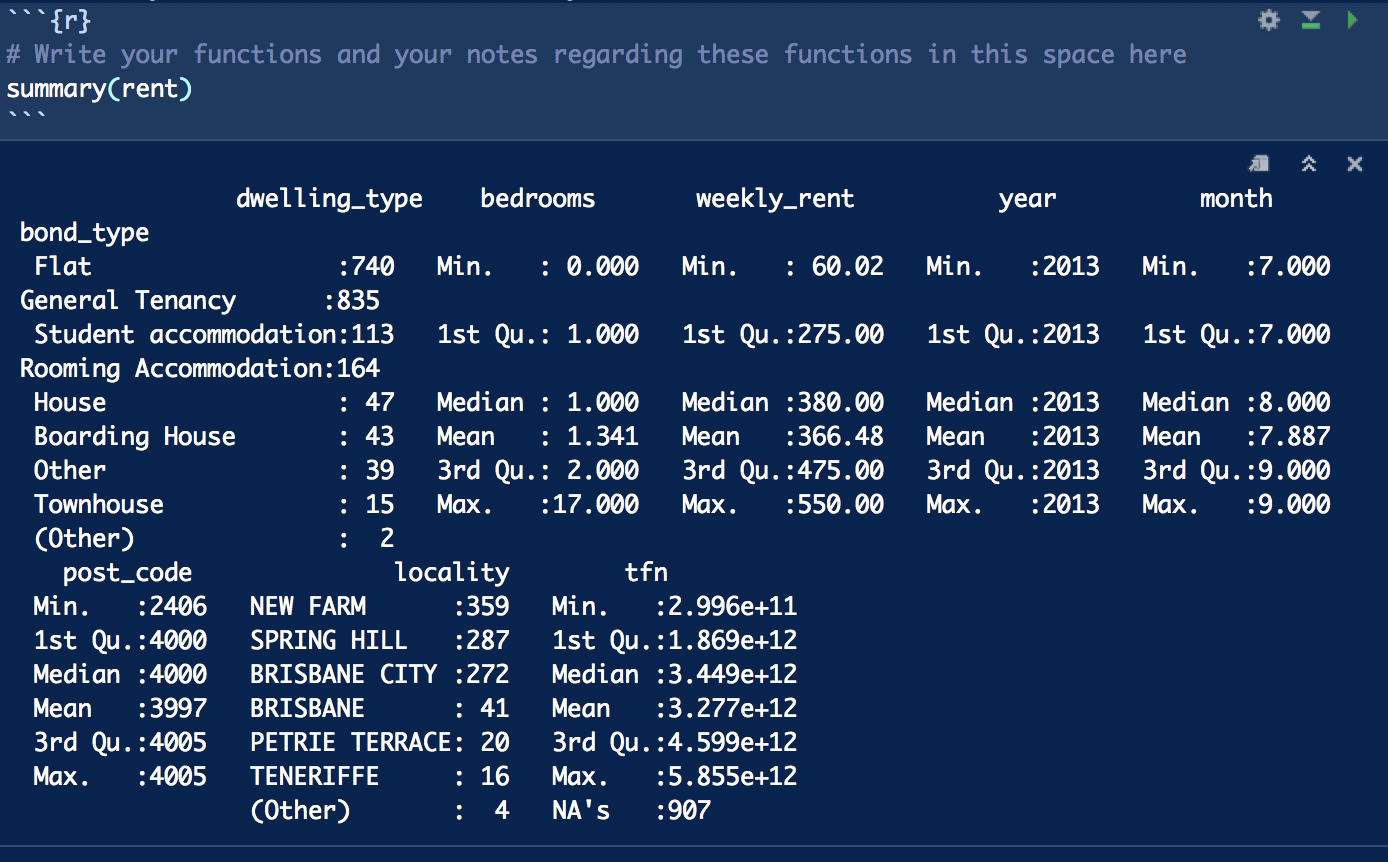 ```{r}
# Write your functions and your notes regarding these functions in this space here
summary(rent)
```
dwelling_type bedrooms weekly_rent year month
bond_type
Flat :740 Min. : 0.000 Min. : 60.02 Min. :2013 Min. :7.000
General Tenancy :835
Student accommodation:113 1st Qu.: 1.000 1st Qu.:275.00 1st Qu.:2013 1st Qu.:7.000
Rooming Accommodation:164
House : 47 Median : 1.000 Median :380.00 Median :2013 Median :8.000
Boarding House : 43 Mean : 1.341 Mean :366.48 Mean :2013 Mean :7.887
Other : 39 3rd Qu.: 2.000 3rd Qu.:475.00 3rd Qu.:2013 3rd Qu.:9.000
Townhouse : 15 Max. :17.000 Max. :550.00 Max. :2013 Max. :9.000
(Other) : 2
post_code locality tfn
Min. :2406 NEW FARM :359 Min. :2.996e+11
1st Qu.:4000 SPRING HILL :287 1st Qu.:1.869e+12
Median :4000 BRISBANE CITY :272 Median :3.449e+12
Mean :3997 BRISBANE : 41 Mean :3.277e+12
3rd Qu.:4005 PETRIE TERRACE: 20 3rd Qu.:4.599e+12
Max. :4005 TENERIFFE : 16 Max. :5.855e+12
(Other) : 4 NA's :907